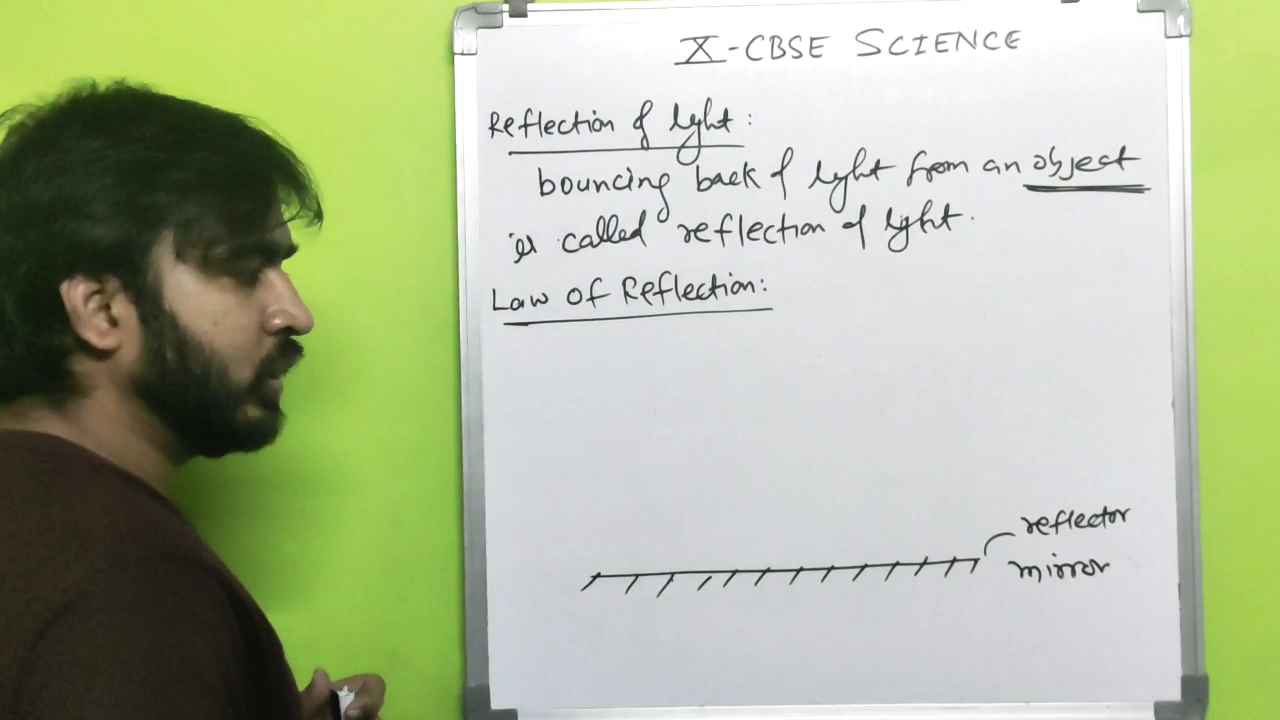 X-CBSE SCIENCE
Reflection of light:
bouncing back of light from an object
is called reflection of light.
Law of Reflection:
reflector
mirror